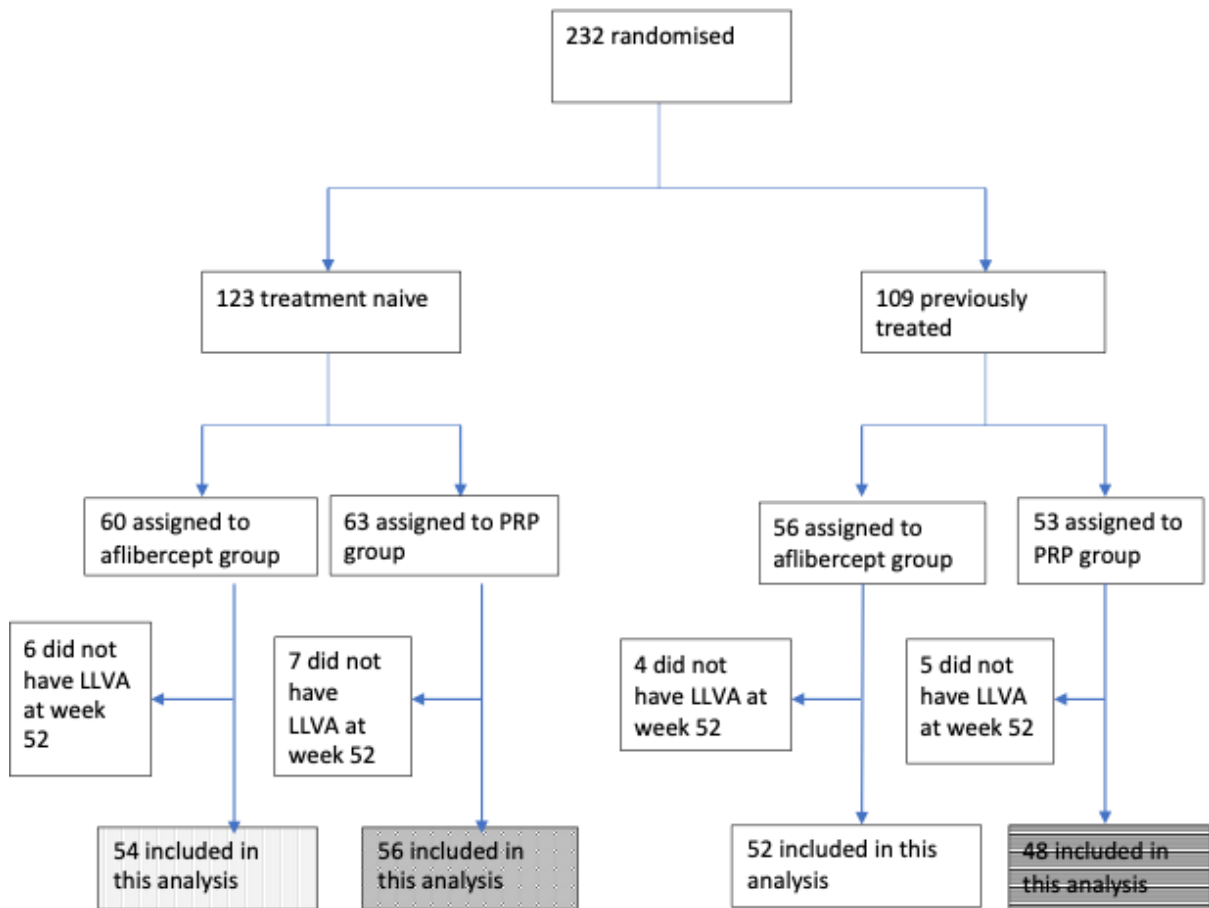 232 randomised
123 treatment naive
109 previously
treated
60 assigned to
aflibercept group
63 assigned to PRP
group
56 assigned to
aflibercept group
53 assigned to
PRP group
6 did not
have LLVA
at week
52
7 did not
have
LLVA at
week 52
4 did not
have LLVA at
week 52
5 did not
have LLVA
at week 52
54 included in
this analysis
56 included in
this analysis
52 included in this
analysis
48 included in
this analysis